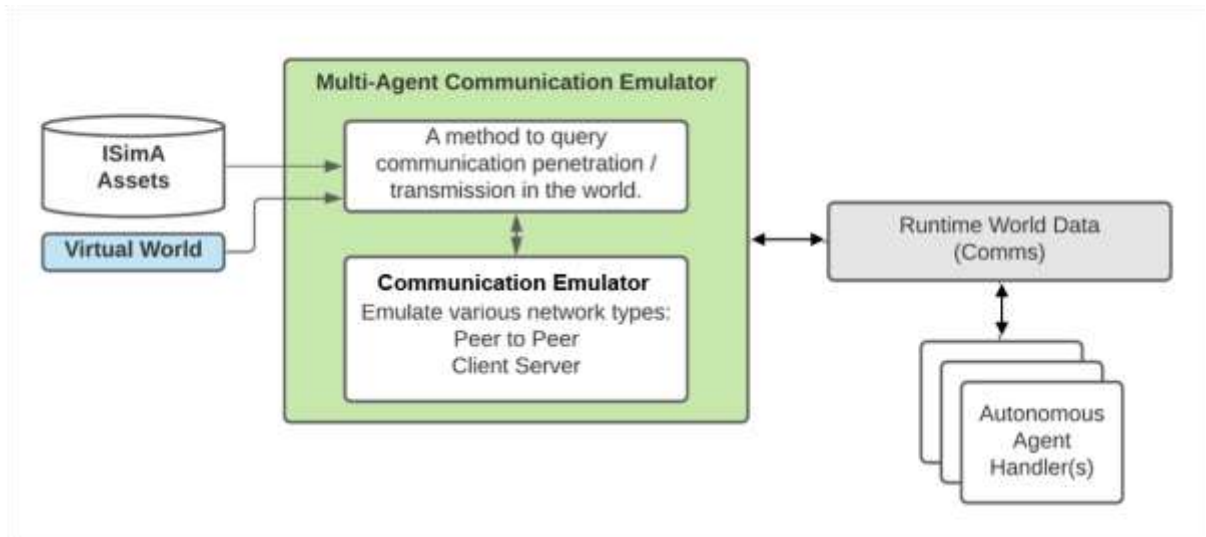 Multi-Agent Communication Emulator
ISimA
Assets
A method to query
communication penetration /
transmission in the world.
Virtual World
Communication Emulator
Emulate various network types:
Peer to Peer
Client Server
Runtime World Data
(Comms)
Autonomous
Agent
Handler(s)